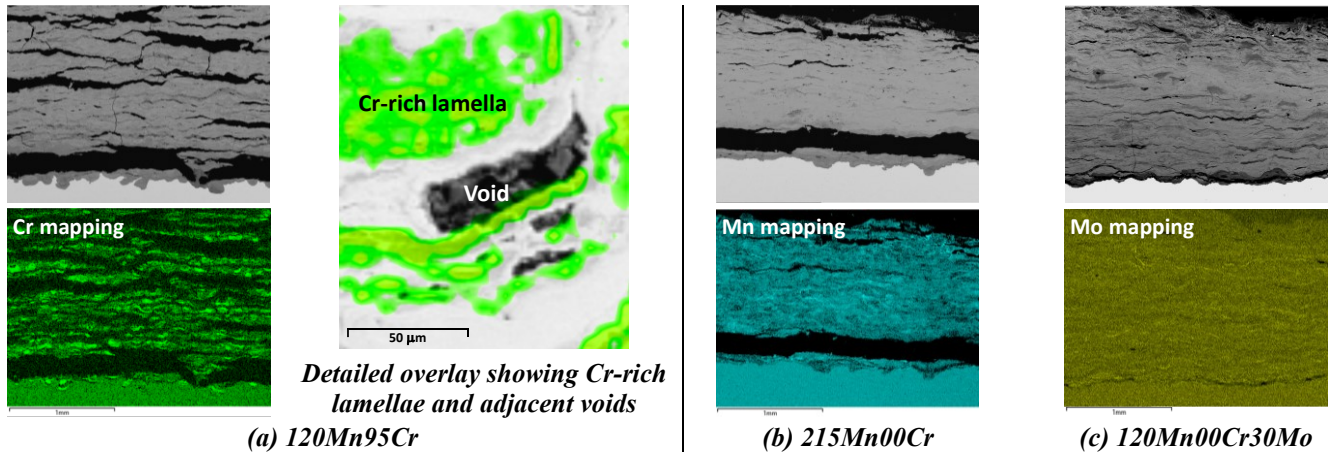 Cr mapping
1mm
Cr-rich lamella
Void
50 μm
Detailed overlay showing Cr-rich
lamellae and adjacent voids
(a) 120Mn95Cr
Mn mapping
1mm
(b) 215Mn00Cr
Mo mapping
1mm
(c) 120Mn00Cr30Mo